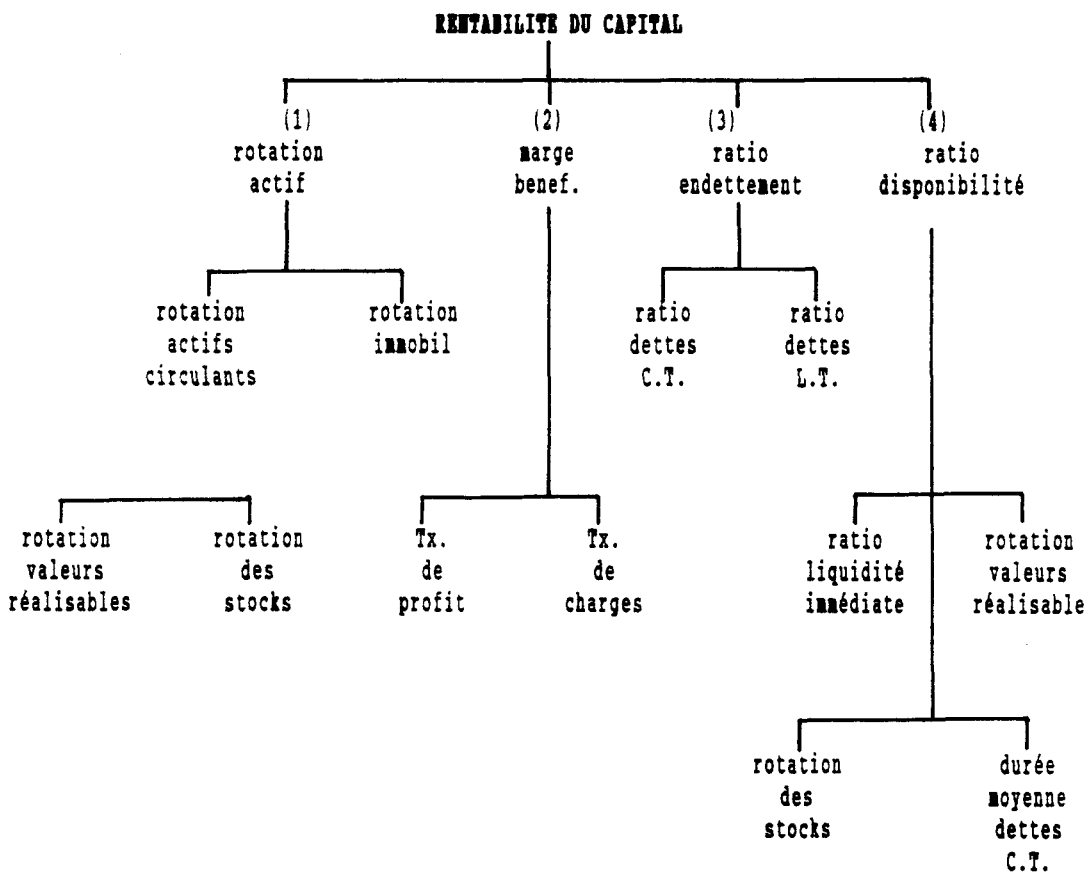 RENTABILITE DU CAPITAL
(1)
rotation
actif
(2)
marge
benef.
(3)
ratio
endettement
(4)
ratio
disponibilité
rotation
actifs
circulants
rotation
immobil
ratio
dettes
C.T.
ratio
dettes
L.T.
rotation
valeurs
réalisables
rotation
des
stocks
Tx.
de
profit
Tx.
de
charges
ratio
liquidité
immédiate
rotation
valeurs
réalisable
rotation
des
stocks
durée
moyenne
dettes
C.T.